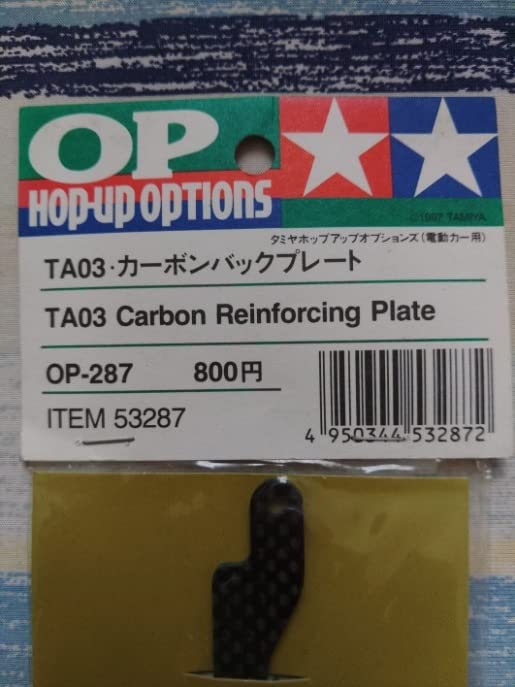 OP
HOP-UP OPTIONS
©1997 TAMIYA
タミヤホップアップオプションズ(電動カー用)
TA03・カーボンバックプレート
TA03 Carbon Reinforcing Plate
OP-287 800円
ITEM 53287
4 950344 532872